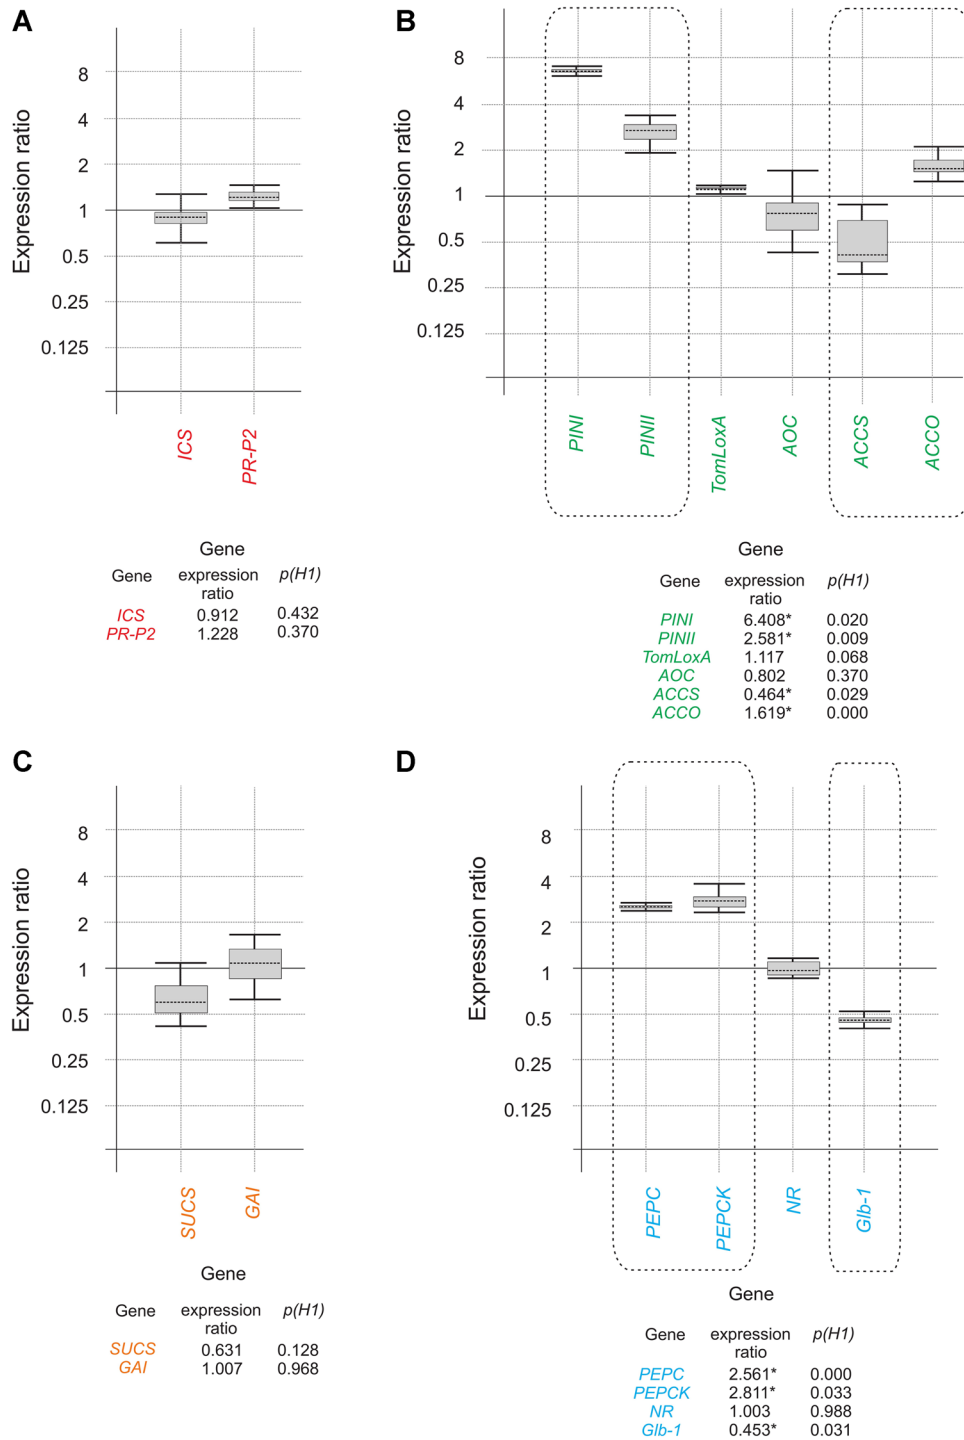 A
Expression ratio
8
4
2
1
0.5
0.25
0.125
ICS
PR-P2
Gene
Gene expression ratio p(H1)
ICS 0.912 0.432
PR-P2 1.228 0.370
B
Expression ratio
8
4
2
1
0.5
0.25
0.125
PINI
PINII
TomLoxA
AOC
ACCS
ACCO
Gene
Gene expression ratio p(H1)
PINI 6.408* 0.020
PINII 2.581* 0.009
TomLoxA 1.117 0.068
AOC 0.802 0.370
ACCS 0.464* 0.029
ACCO 1.619* 0.000
C
Expression ratio
8
4
2
1
0.5
0.25
0.125
SUCS
GAI
Gene
Gene expression ratio p(H1)
SUCS 0.631 0.128
GAI 1.007 0.968
D
Expression ratio
8
4
2
1
0.5
0.25
0.125
PEPC
PEPCK
NR
Glb-1
Gene
Gene expression ratio p(H1)
PEPC 2.561* 0.000
PEPCK 2.811* 0.033
NR 1.003 0.988
Glb-1 0.453* 0.031